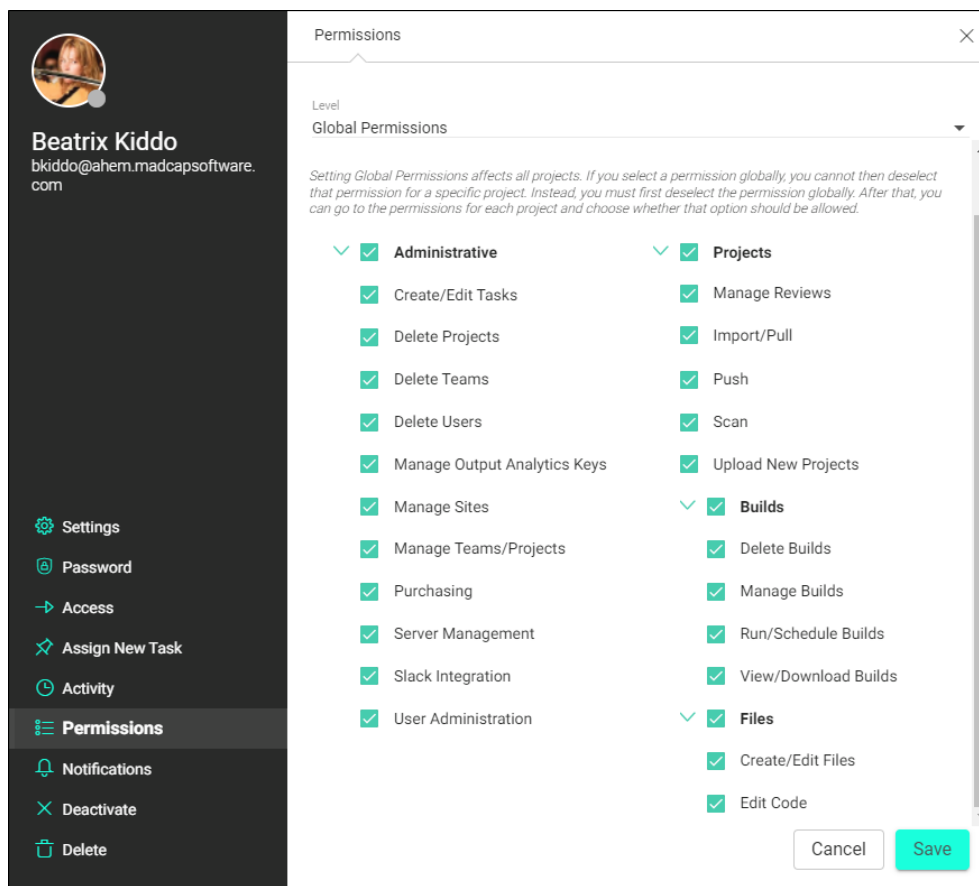 Beatrix Kiddo
bkiddo@ahem.madcapsoftware.
com
Settings
Password
Access
Assign New Task
Activity
Permissions
Notifications
Deactivate
Delete
Permissions
Level
Global Permissions
Setting Global Permissions affects all projects. If you select a permission globally, you cannot then deselect
that permission for a specific project. Instead, you must first deselect the permission globally. After that, you
can go to the permissions for each project and choose whether that option should be allowed.
Administrative
Create/Edit Tasks
Delete Projects
Delete Teams
Delete Users
Manage Output Analytics Keys
Manage Sites
Manage Teams/Projects
Purchasing
Server Management
Slack Integration
User Administration
Projects
Manage Reviews
Import/Pull
Push
Scan
Upload New Projects
Builds
Delete Builds
Manage Builds
Run/Schedule Builds
View/Download Builds
Files
Create/Edit Files
Edit Code
Cancel
Save